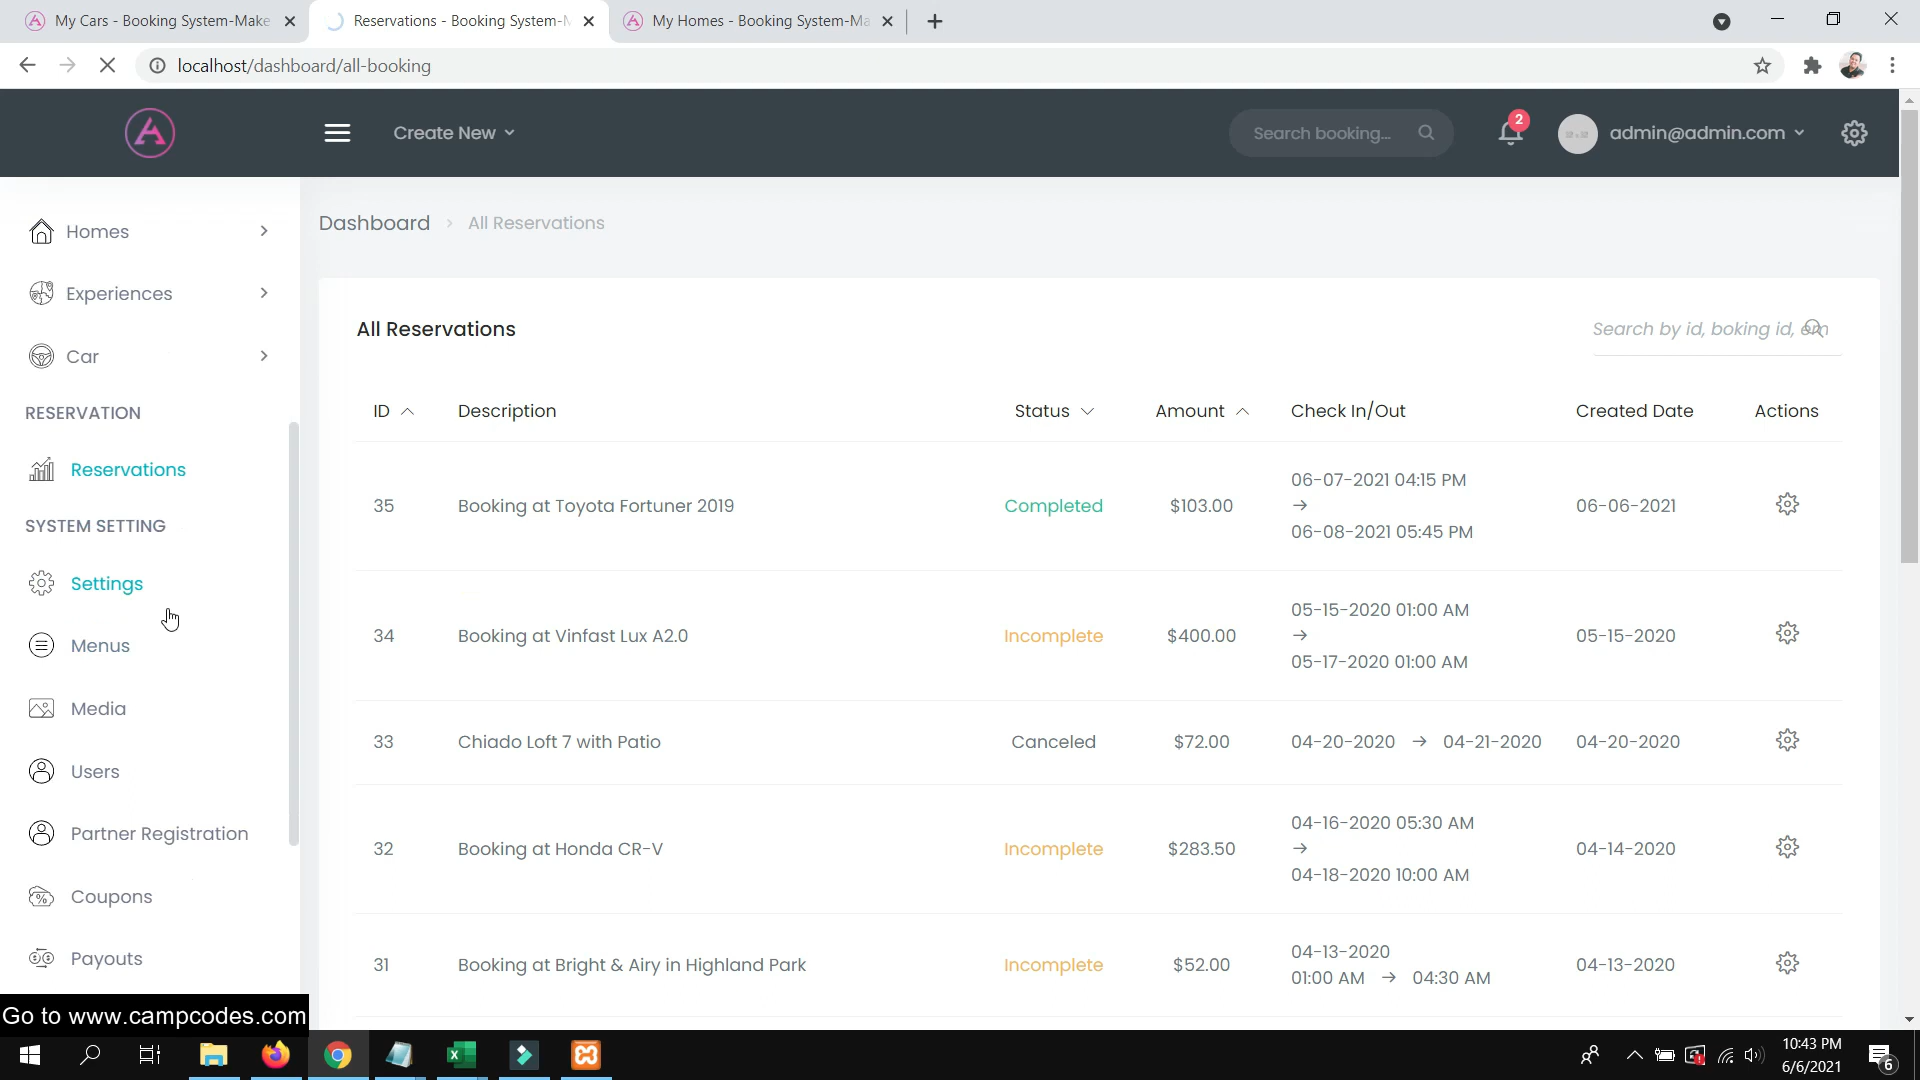 My Cars - Booking System-Make
Reservations - Booking System-M
My Homes - Booking System-Ma
localhost/dashboard/all-booking
Create New
Search booking...
2
admin@admin.com
Homes
Experiences
Car
RESERVATION
Reservations
SYSTEM SETTING
Settings
Menus
Media
Users
Partner Registration
Coupons
Payouts
Dashboard > All Reservations
All Reservations
Search by id, boking id, em
ID Description Status Amount Check In/Out Created Date Actions
35 Booking at Toyota Fortuner 2019 Completed $103.00 06-07-2021 04:15 PM → 06-08-2021 05:45 PM 06-06-2021
34 Booking at Vinfast Lux A2.0 Incomplete $400.00 05-15-2020 01:00 AM → 05-17-2020 01:00 AM 05-15-2020
33 Chiado Loft 7 with Patio Canceled $72.00 04-20-2020 → 04-21-2020 04-20-2020
32 Booking at Honda CR-V Incomplete $283.50 04-16-2020 05:30 AM → 04-18-2020 10:00 AM 04-14-2020
31 Booking at Bright & Airy in Highland Park Incomplete $52.00 04-13-2020 01:00 AM → 04:30 AM 04-13-2020
Go to www.campcodes.com
10:43 PM
6/6/2021
6